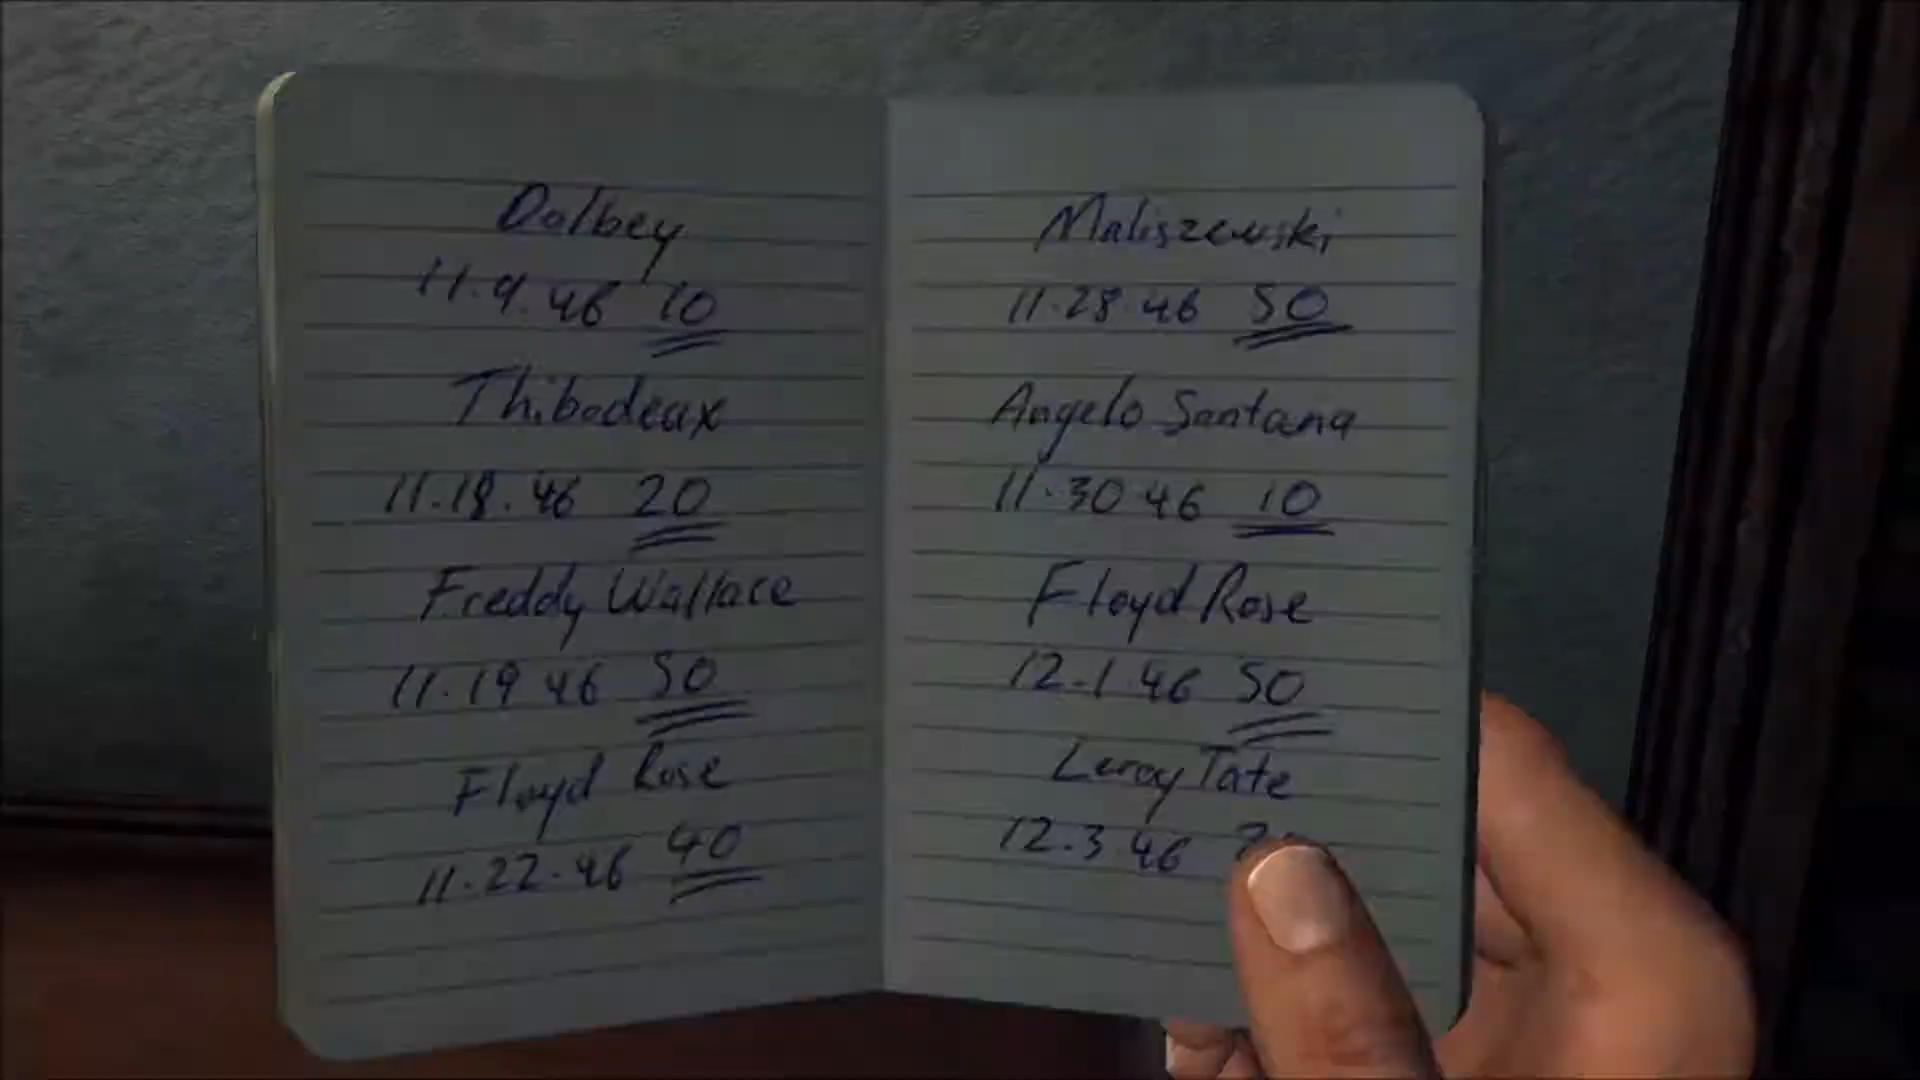 Dolbey
11.9.46 10
Thibodeaux
11.18.46 20
Freddy Wallace
11.19 46 50
Floyd Rose
11.22.46 40
Maliszewski
11.28.46 50
Angelo Santana
11.30 46 10
Floyd Rose
12.1.46 50
Leroy Tate
12.3 46